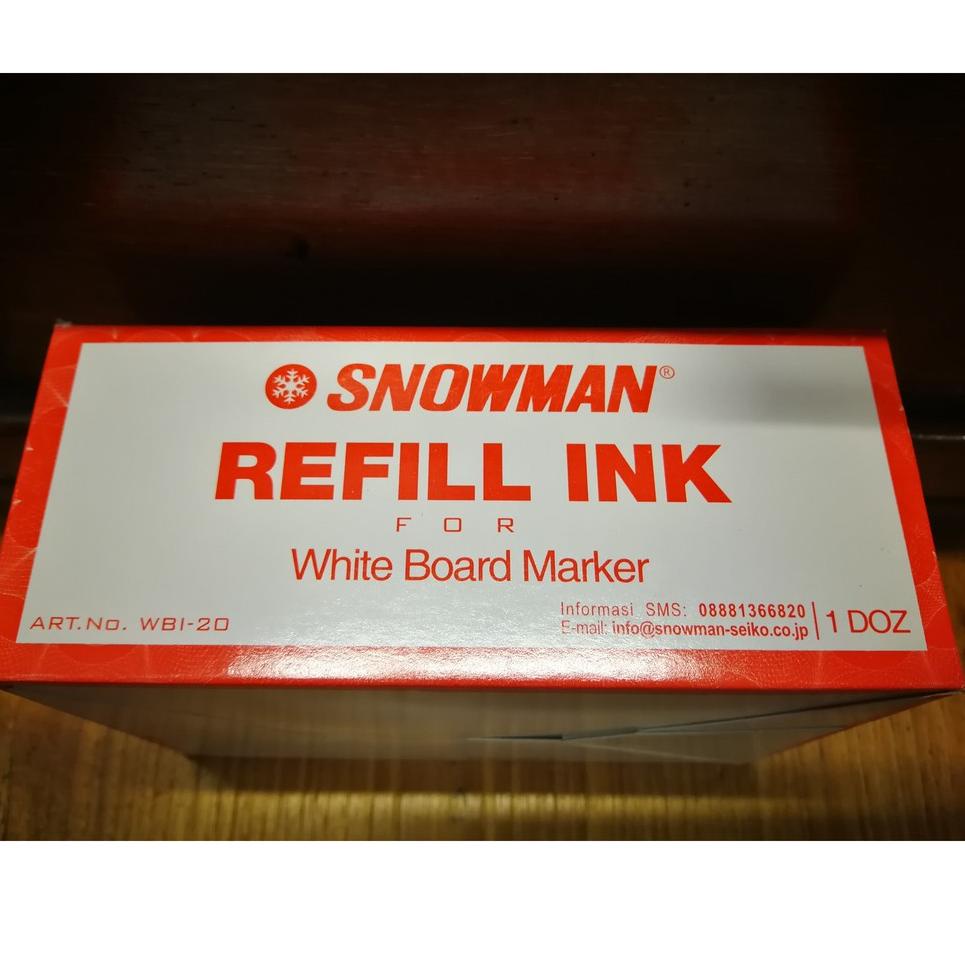 SNOWMAN®
REFILL INK
FOR
White Board Marker
ART.No. WBI-20
Informasi SMS: 08881366820
E-mail: info@snowman-seiko.co.jp
1 DOZ